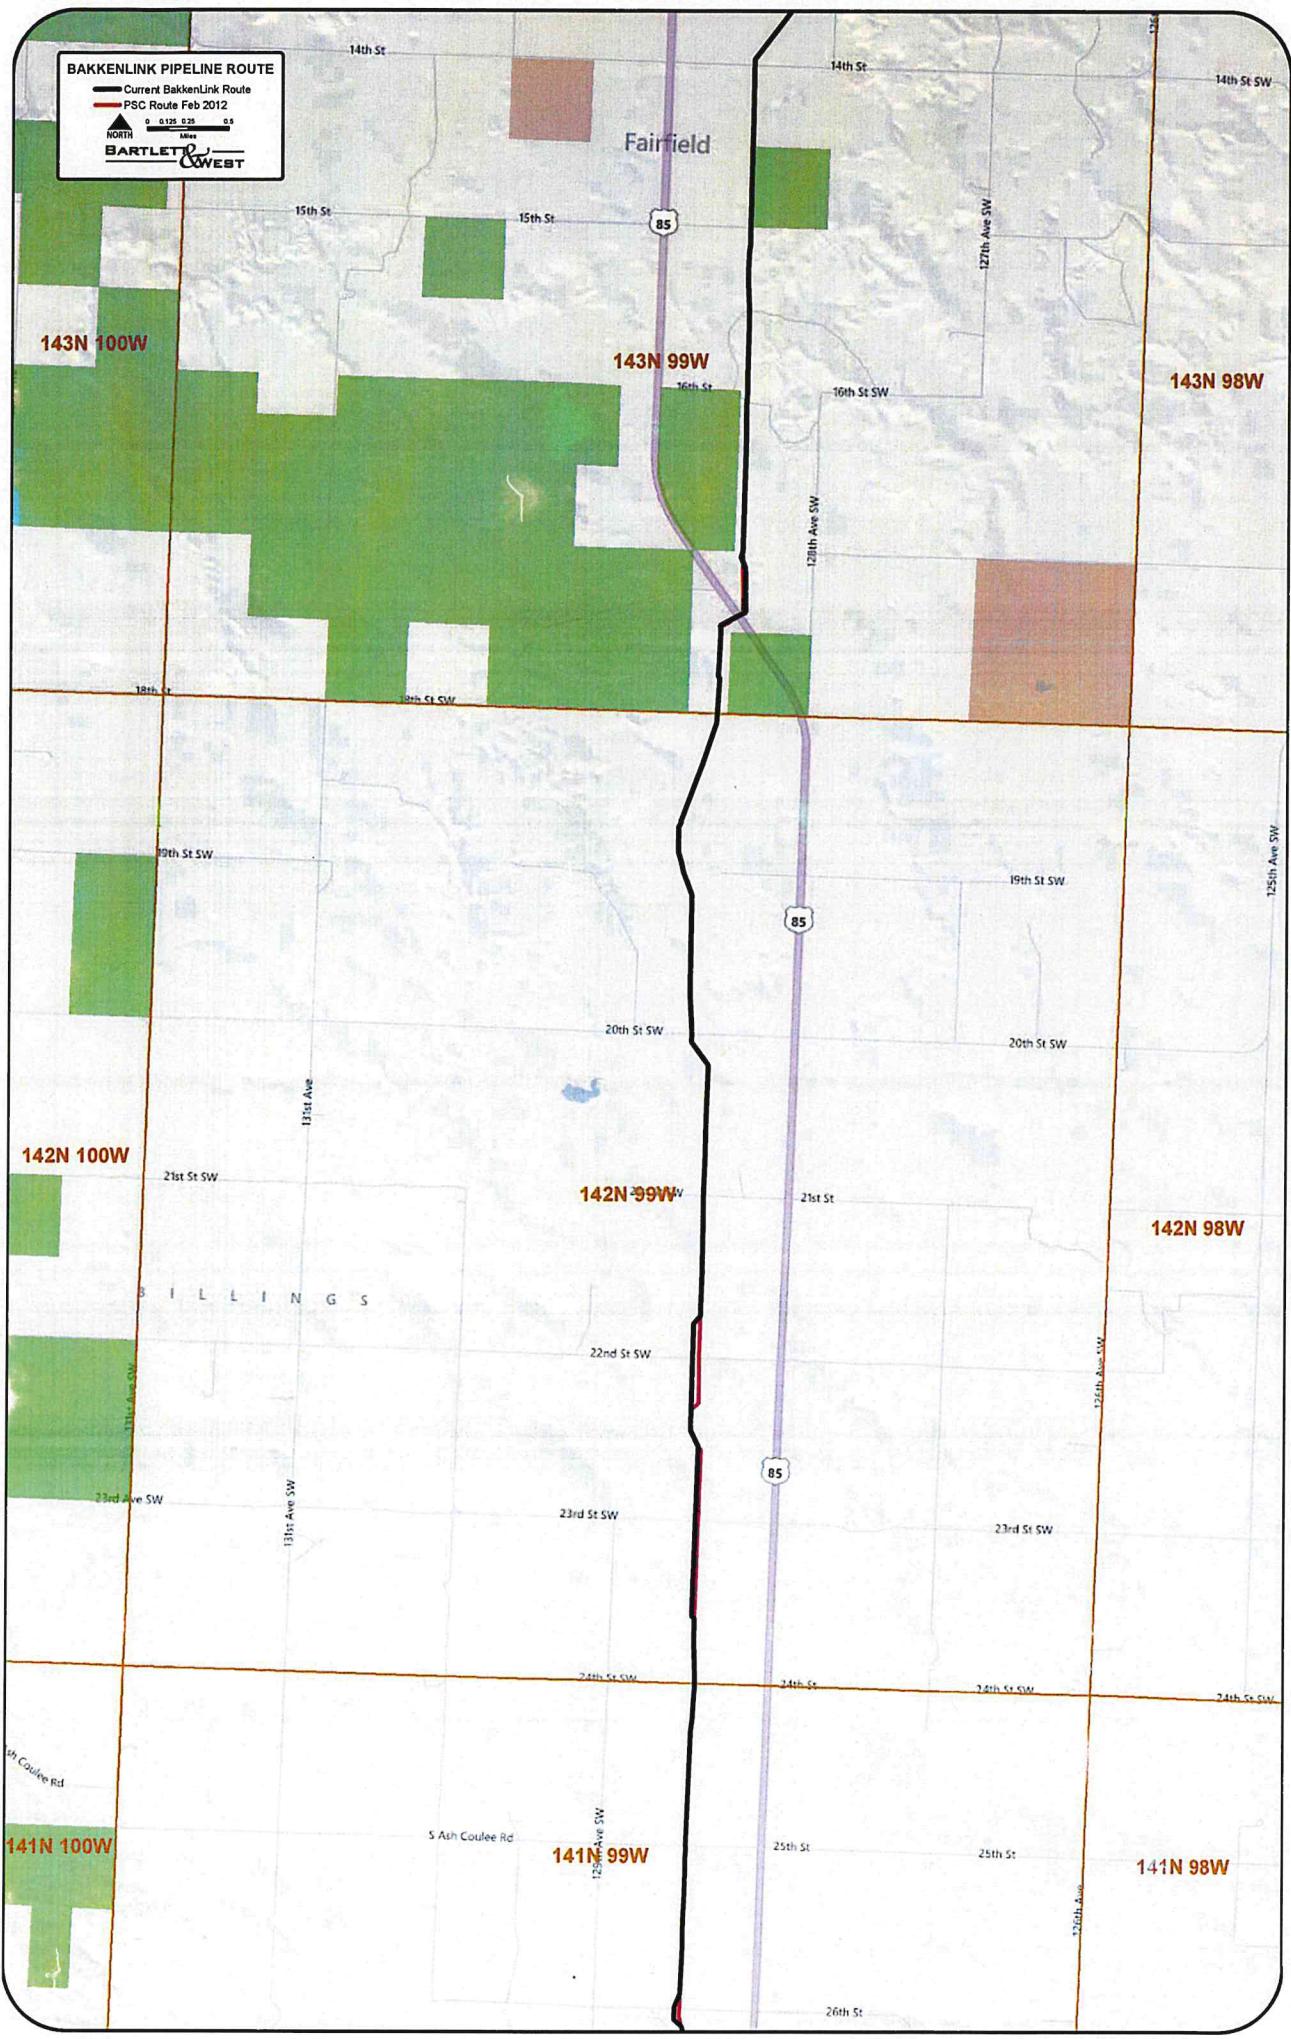 BAKKENLINK PIPELINE ROUTE
Current BakkenLink Route
PSC Route Feb 2012
NORTH
0 0.125 0.25 0.5
Miles
BARTLETT & WEST
14th St
14th St
14th St SW
Fairfield
15th St
15th St
85
127th Ave SW
143N 100W
143N 99W
143N 98W
16th St
16th St SW
128th Ave SW
18th St
18th St SW
19th St SW
19th St SW
125th Ave SW
85
20th St SW
20th St SW
131st Ave
142N 100W
21st St SW
142N 99W
21st St
142N 98W
BILLINGS
22nd St SW
126th Ave SW
131st Ave SW
85
23rd Ave SW
131st Ave SW
23rd St SW
23rd St SW
24th St SW
24th St
24th St SW
24th St SW
Ash Coulee Rd
141N 100W
S Ash Coulee Rd
129th Ave SW
141N 99W
25th St
25th St
141N 98W
126th Ave
26th St